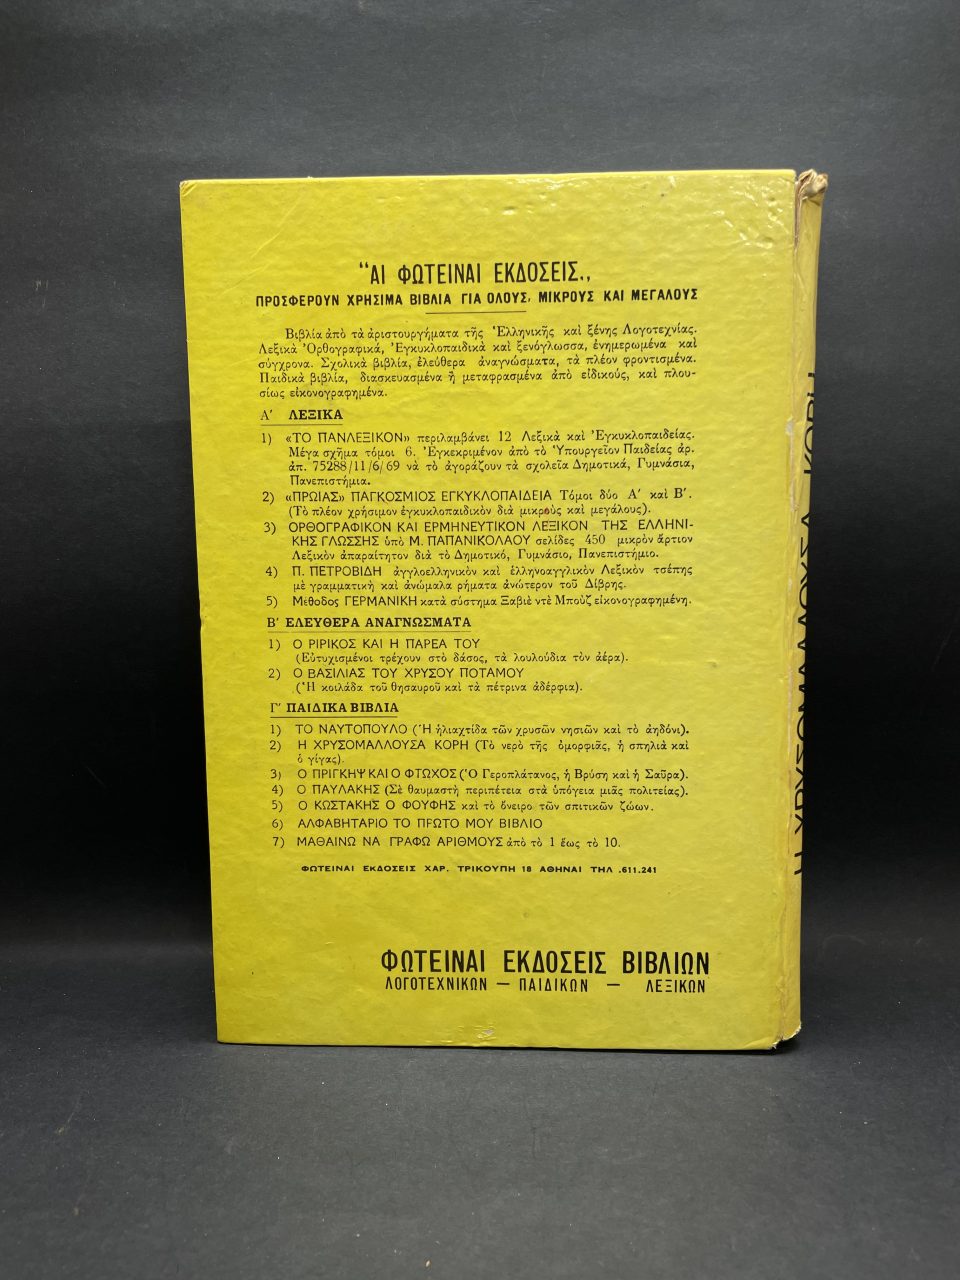 "ΑΙ ΦΩΤΕΙΝΑΙ ΕΚΔΟΣΕΙΣ.,
ΠΡΟΣΦΕΡΟΥΝ ΧΡΗΣΙΜΑ ΒΙΒΛΙΑ ΓΙΑ ΟΛΟΥΣ, ΜΙΚΡΟΥΣ ΚΑΙ ΜΕΓΑΛΟΥΣ
Βιβλία ἀπὸ τὰ ἀριστουργήματα τῆς Ἑλληνικῆς καὶ ξένης Λογοτεχνίας.
Λεξικὰ Ὀρθογραφικά, Ἐγκυκλοπαιδικὰ καὶ ξενόγλωσσα, ἐνημερωμένα καὶ
σύγχρονα. Σχολικὰ βιβλία, ἐλεύθερα ἀναγνώσματα, τὰ πλέον φροντισμένα.
Παιδικὰ βιβλία, διασκευασμένα ἢ μεταφρασμένα ἀπὸ εἰδικούς, καὶ πλου-
σίως εἰκονογραφημένα.
Α' ΛΕΞΙΚΑ
1) «ΤΟ ΠΑΝΛΕΞΙΚΟΝ» περιλαμβάνει 12 Λεξικὰ καὶ Ἐγκυκλοπαιδείας.
Μέγα σχῆμα τόμοι 6. Ἐγκεκριμένον ἀπὸ τὸ Ὑπουργεῖον Παιδείας ἀρ.
ἀπ. 75288/11/6/69 νὰ τὸ ἀγοράζουν τὰ σχολεῖα Δημοτικά, Γυμνάσια,
Πανεπιστήμια.
2) «ΠΡΩΙΑΣ» ΠΑΓΚΟΣΜΙΟΣ ΕΓΚΥΚΛΟΠΑΙΔΕΙΑ Τόμοι δύο Α' καὶ Β'.
(Τὸ πλέον χρήσιμον ἐγκυκλοπαιδικὸν διὰ μικροὺς καὶ μεγάλους).
3) ΟΡΘΟΓΡΑΦΙΚΟΝ ΚΑΙ ΕΡΜΗΝΕΥΤΙΚΟΝ ΛΕΞΙΚΟΝ ΤΗΣ ΕΛΛΗΝΙ-
ΚΗΣ ΓΛΩΣΣΗΣ ὑπὸ Μ. ΠΑΠΑΝΙΚΟΛΑΟΥ σελίδες 450 μικρὸν ἄρτιον
Λεξικὸν ἀπαραίτητον διὰ τὸ Δημοτικό, Γυμνάσιο, Πανεπιστήμιο.
4) Π. ΠΕΤΡΟΒΙΔΗ ἀγγλοελληνικὸν καὶ ἑλληνοαγγλικὸν Λεξικὸν τσέπης
μὲ γραμματικὴ καὶ ἀνώμαλα ρήματα ἀνώτερον τοῦ Δίβρης.
5) Μέθοδος ΓΕΡΜΑΝΙΚΗ κατὰ σύστημα Ξαβιὲ ντὲ Μποὺζ εἰκονογραφημένη.
Β' ΕΛΕΥΘΕΡΑ ΑΝΑΓΝΩΣΜΑΤΑ
1) Ο ΡΙΡΙΚΟΣ ΚΑΙ Η ΠΑΡΕΑ ΤΟΥ
(Εὐτυχισμένοι τρέχουν στὸ δάσος, τὰ λουλούδια τὸν ἀέρα).
2) Ο ΒΑΣΙΛΙΑΣ ΤΟΥ ΧΡΥΣΟΥ ΠΟΤΑΜΟΥ
(Ἡ κοιλάδα τοῦ θησαυροῦ καὶ τὰ πέτρινα ἀδέρφια).
Γ' ΠΑΙΔΙΚΑ ΒΙΒΛΙΑ
1) ΤΟ ΝΑΥΤΟΠΟΥΛΟ (Ἡ ἡλιαχτίδα τῶν χρυσῶν νησιῶν καὶ τὸ ἀηδόνι).
2) Η ΧΡΥΣΟΜΑΛΛΟΥΣΑ ΚΟΡΗ (Τὸ νερὸ τῆς ὀμορφιᾶς, ἡ σπηλιὰ καὶ
ὁ γίγας).
3) Ο ΠΡΙΓΚΗΨ ΚΑΙ Ο ΦΤΩΧΟΣ (Ὁ Γεροπλάτανος, ἡ Βρύση καὶ ἡ Σαῦρα).
4) Ο ΠΑΥΛΑΚΗΣ (Σὲ θαυμαστὴ περιπέτεια στὰ ὑπόγεια μιᾶς πολιτείας).
5) Ο ΚΩΣΤΑΚΗΣ Ο ΦΟΥΦΗΣ καὶ τὸ ὄνειρο τῶν σπιτικῶν ζώων.
6) ΑΛΦΑΒΗΤΑΡΙΟ ΤΟ ΠΡΩΤΟ ΜΟΥ ΒΙΒΛΙΟ
7) ΜΑΘΑΙΝΩ ΝΑ ΓΡΑΦΩ ΑΡΙΘΜΟΥΣ ἀπὸ τὸ 1 ἕως τὸ 10.
ΦΩΤΕΙΝΑΙ ΕΚΔΟΣΕΙΣ ΧΑΡ. ΤΡΙΚΟΥΠΗ 18 ΑΘΗΝΑΙ ΤΗΛ .611.241
ΦΩΤΕΙΝΑΙ ΕΚΔΟΣΕΙΣ ΒΙΒΛΙΩΝ
ΛΟΓΟΤΕΧΝΙΚΩΝ — ΠΑΙΔΙΚΩΝ — ΛΕΞΙΚΩΝ
Η ΧΡΥΣΟΜΑΛΛΟΥΣΑ ΚΟΡΗ